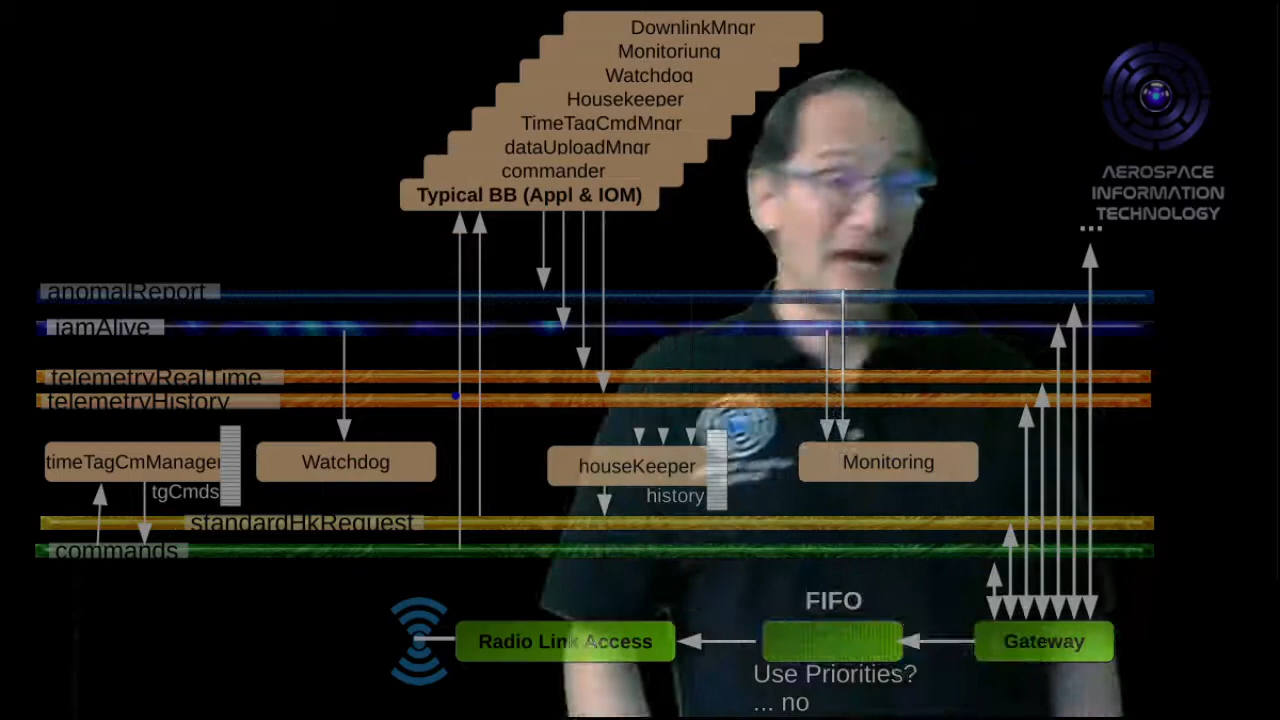 DownlinkMngr
Monitoriung
Watchdog
Housekeeper
TimeTagCmdMngr
dataUploadMngr
commander
Typical BB (Appl & IOM)
AEROSPACE
INFORMATION
TECHNOLOGY
...
anomalReport
iamAlive
telemetryRealTime
telemetryHistory
timeTagCmManager
Watchdog
houseKeeper
Monitoring
tgCmds
history
standardHkRequest
commands
FIFO
Radio Link Access
Gateway
Use Priorities?
... no